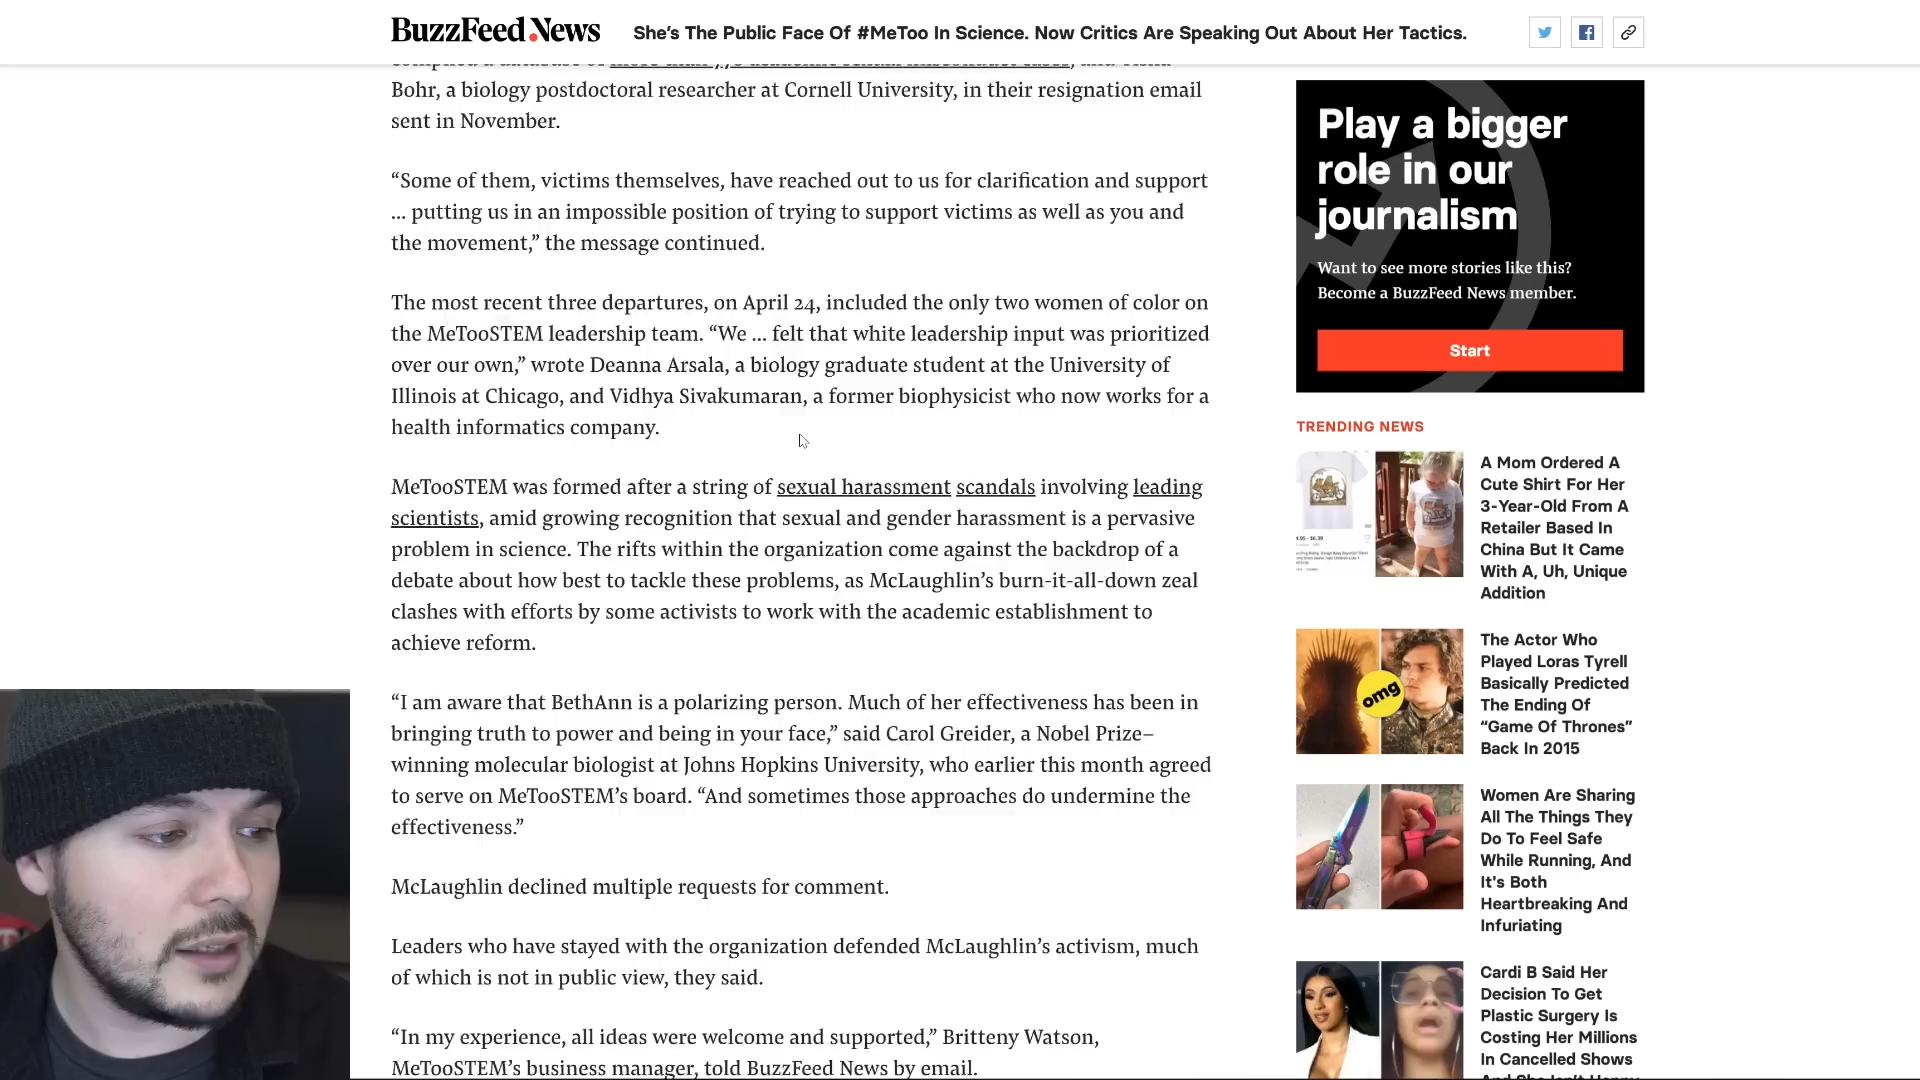 BuzzFeed News
She's The Public Face Of #MeToo In Science. Now Critics Are Speaking Out About Her Tactics.
Bohr, a biology postdoctoral researcher at Cornell University, in their resignation email
sent in November.
“Some of them, victims themselves, have reached out to us for clarification and support
... putting us in an impossible position of trying to support victims as well as you and
the movement,” the message continued.
The most recent three departures, on April 24, included the only two women of color on
the MeTooSTEM leadership team. “We ... felt that white leadership input was prioritized
over our own,” wrote Deanna Arsala, a biology graduate student at the University of
Illinois at Chicago, and Vidhya Sivakumaran, a former biophysicist who now works for a
health informatics company.
MeTooSTEM was formed after a string of sexual harassment scandals involving leading
scientists, amid growing recognition that sexual and gender harassment is a pervasive
problem in science. The rifts within the organization come against the backdrop of a
debate about how best to tackle these problems, as McLaughlin’s burn-it-all-down zeal
clashes with efforts by some activists to work with the academic establishment to
achieve reform.
“I am aware that BethAnn is a polarizing person. Much of her effectiveness has been in
bringing truth to power and being in your face,” said Carol Greider, a Nobel Prize–
winning molecular biologist at Johns Hopkins University, who earlier this month agreed
to serve on MeTooSTEM’s board. “And sometimes those approaches do undermine the
effectiveness.”
McLaughlin declined multiple requests for comment.
Leaders who have stayed with the organization defended McLaughlin’s activism, much
of which is not in public view, they said.
“In my experience, all ideas were welcome and supported,” Britteny Watson,
MeTooSTEM’s business manager, told BuzzFeed News by email.
Play a bigger
role in our
journalism
Want to see more stories like this?
Become a BuzzFeed News member.
Start
TRENDING NEWS
A Mom Ordered A
Cute Shirt For Her
3-Year-Old From A
Retailer Based In
China But It Came
With A, Uh, Unique
Addition
omg
The Actor Who
Played Loras Tyrell
Basically Predicted
The Ending Of
“Game Of Thrones”
Back In 2015
Women Are Sharing
All The Things They
Do To Feel Safe
While Running, And
It's Both
Heartbreaking And
Infuriating
Cardi B Said Her
Decision To Get
Plastic Surgery Is
Costing Her Millions
In Cancelled Shows